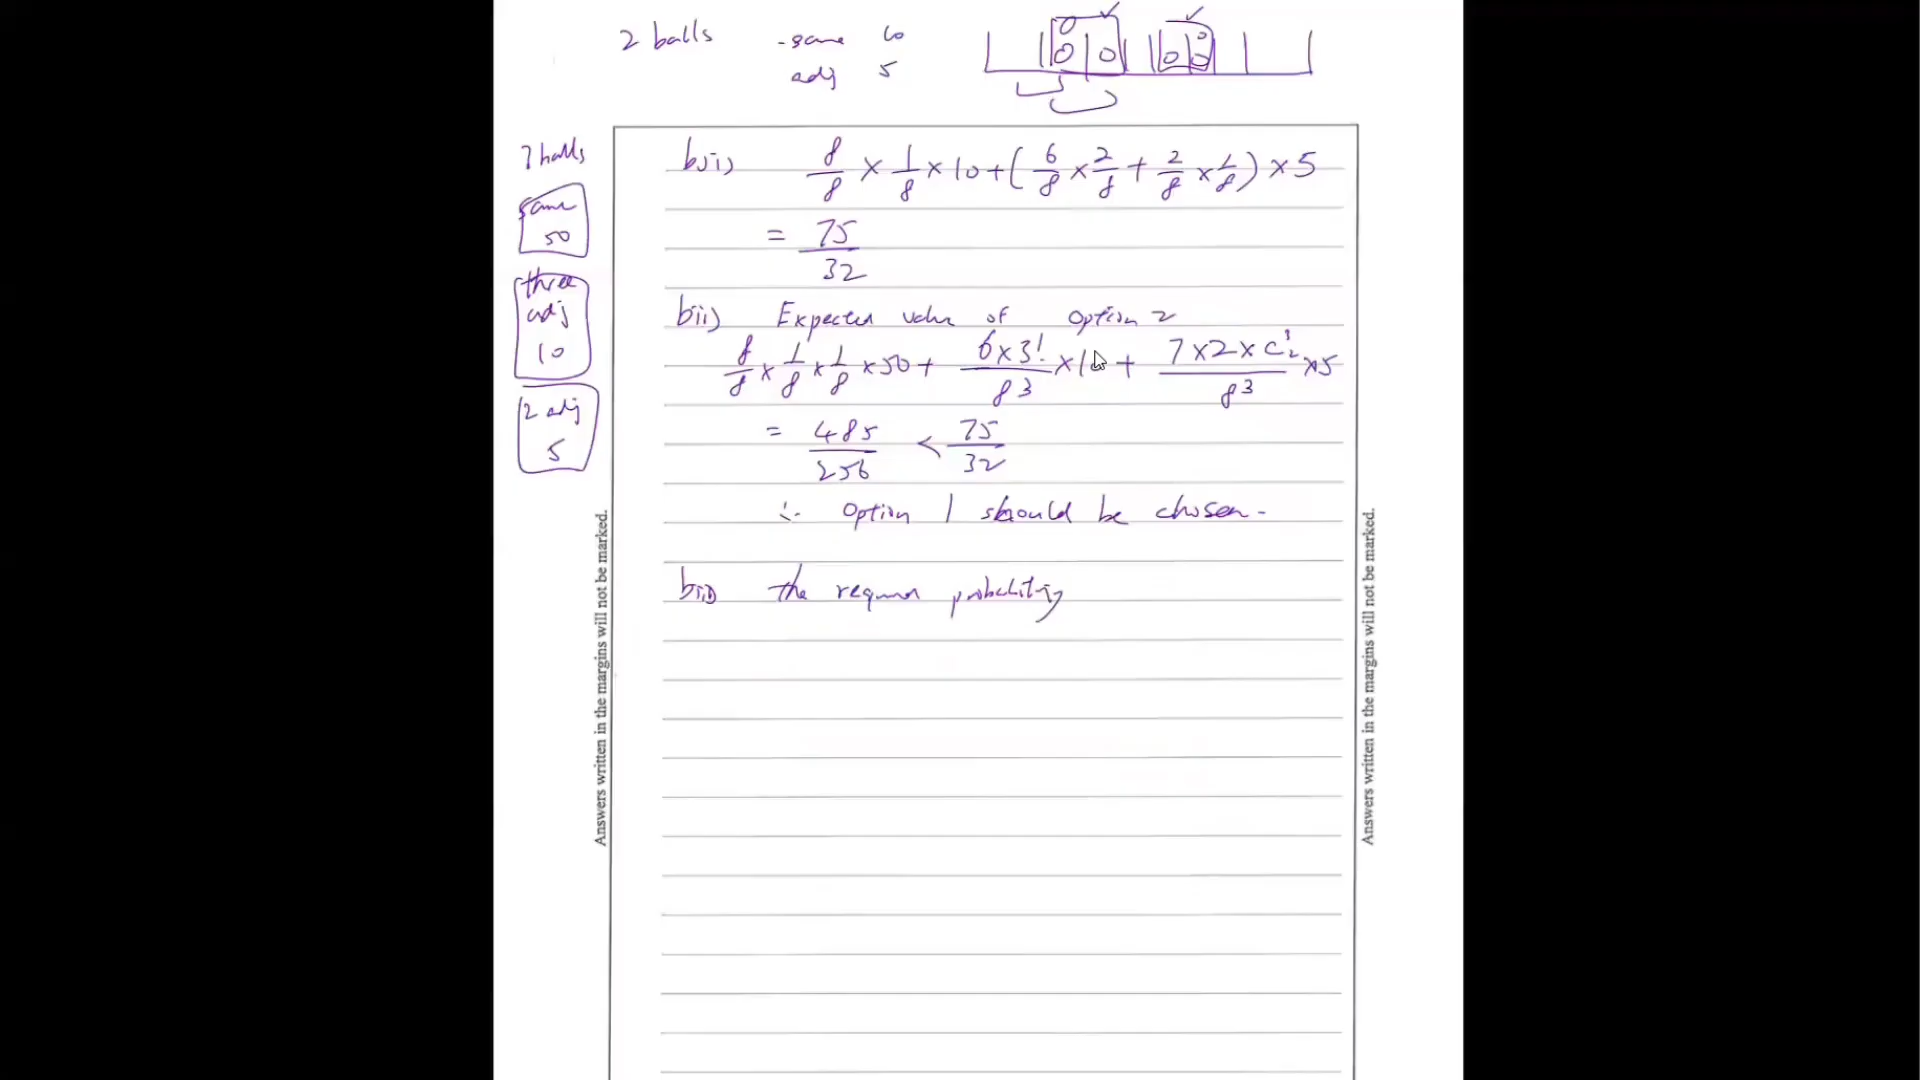 2 balls - same 10
adj 5
7 balls
same
50
three
adj
10
2 adj
5
bii) 8/8 × 1/8 × 10 + ( 6/8 × 2/8 + 2/8 × 1/8 ) × 5
= 75/32
bii) Expected value of Option 2
8/8 × 1/8 × 1/8 × 50 + 6×3!/8³ × 10 + 7×2×C³₂/8³ × 5
= 485/256 < 75/32
∴ Option 1 should be chosen.
the probability
Answers written in the margins will not be marked.
Answers written in the margins will not be marked.